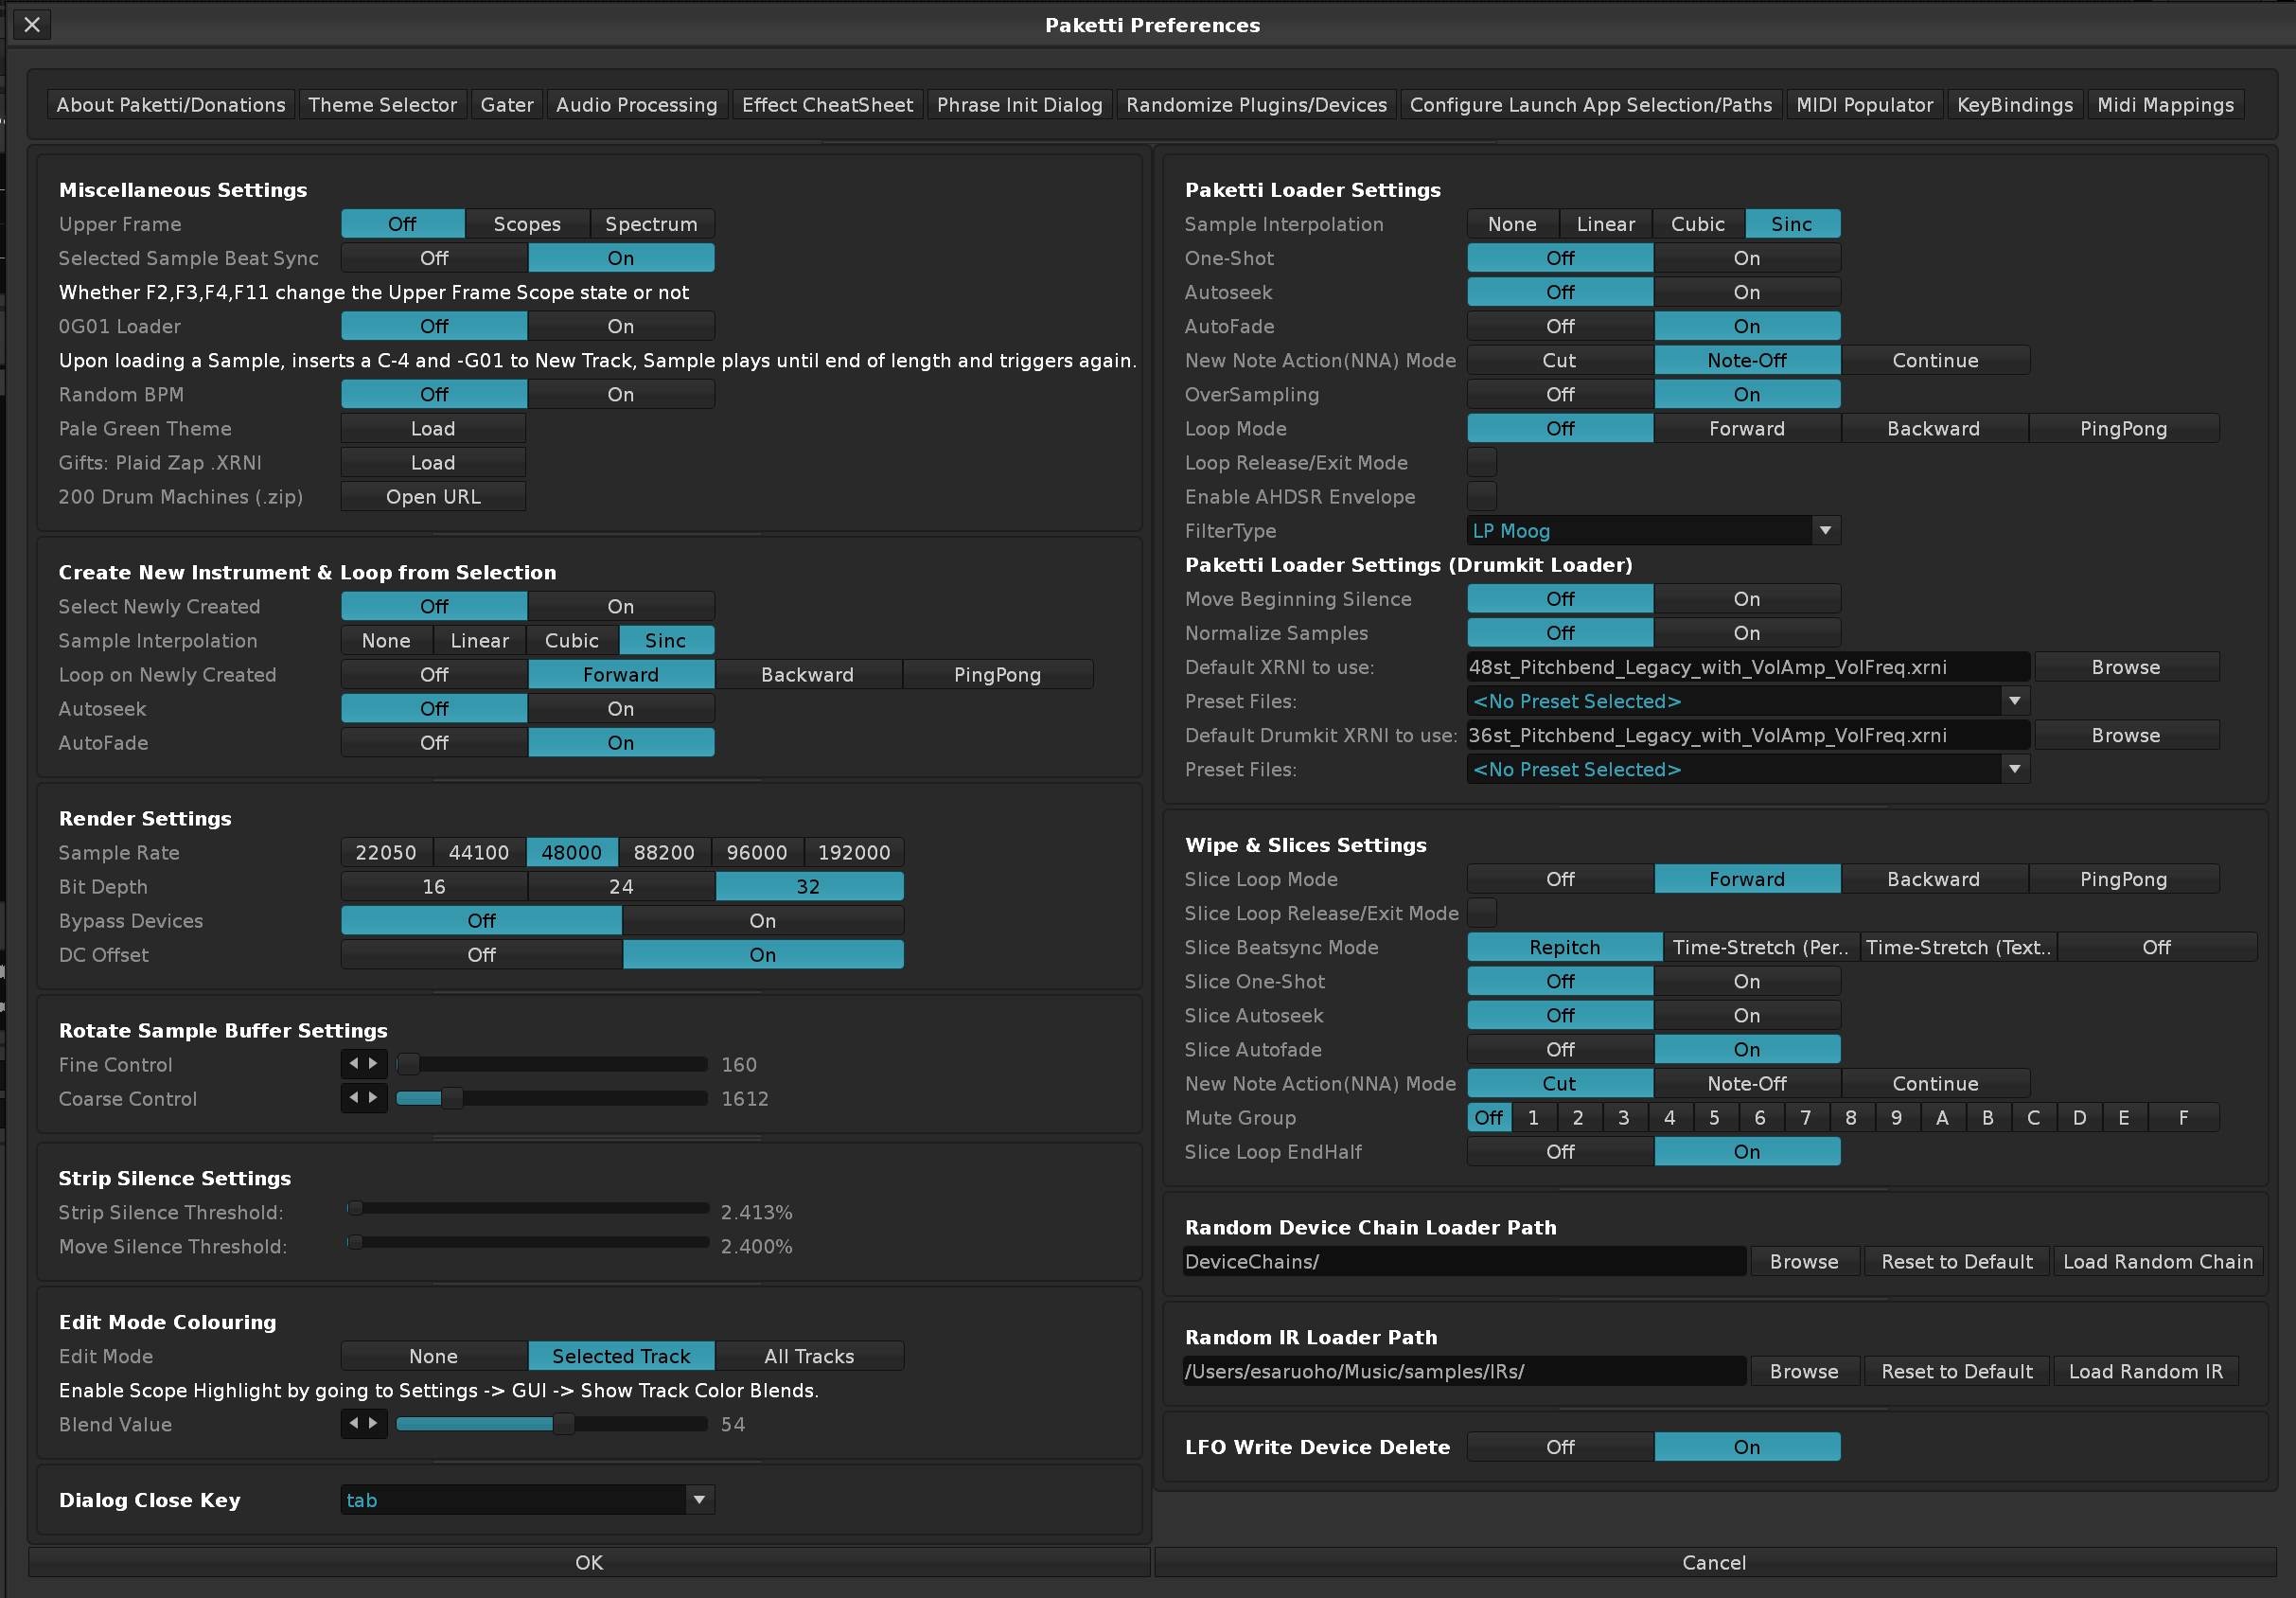 Paketti Preferences
About Paketti/Donations Theme Selector Gater Audio Processing Effect CheatSheet Phrase Init Dialog Randomize Plugins/Devices Configure Launch App Selection/Paths MIDI Populator KeyBindings Midi Mappings
Miscellaneous Settings
Upper Frame Off Scopes Spectrum
Selected Sample Beat Sync Off On
Whether F2,F3,F4,F11 change the Upper Frame Scope state or not
0G01 Loader Off On
Upon loading a Sample, inserts a C-4 and -G01 to New Track, Sample plays until end of length and triggers again.
Random BPM Off On
Pale Green Theme Load
Gifts: Plaid Zap .XRNI Load
200 Drum Machines (.zip) Open URL
Create New Instrument & Loop from Selection
Select Newly Created Off On
Sample Interpolation None Linear Cubic Sinc
Loop on Newly Created Off Forward Backward PingPong
Autoseek Off On
AutoFade Off On
Render Settings
Sample Rate 22050 44100 48000 88200 96000 192000
Bit Depth 16 24 32
Bypass Devices Off On
DC Offset Off On
Rotate Sample Buffer Settings
Fine Control 160
Coarse Control 1612
Strip Silence Settings
Strip Silence Threshold: 2.413%
Move Silence Threshold: 2.400%
Edit Mode Colouring
Edit Mode None Selected Track All Tracks
Enable Scope Highlight by going to Settings -> GUI -> Show Track Color Blends.
Blend Value 54
Dialog Close Key tab
Paketti Loader Settings
Sample Interpolation None Linear Cubic Sinc
One-Shot Off On
Autoseek Off On
AutoFade Off On
New Note Action(NNA) Mode Cut Note-Off Continue
OverSampling Off On
Loop Mode Off Forward Backward PingPong
Loop Release/Exit Mode
Enable AHDSR Envelope
FilterType LP Moog
Paketti Loader Settings (Drumkit Loader)
Move Beginning Silence Off On
Normalize Samples Off On
Default XRNI to use: 48st_Pitchbend_Legacy_with_VolAmp_VolFreq.xrni Browse
Preset Files: <No Preset Selected>
Default Drumkit XRNI to use: 36st_Pitchbend_Legacy_with_VolAmp_VolFreq.xrni Browse
Preset Files: <No Preset Selected>
Wipe & Slices Settings
Slice Loop Mode Off Forward Backward PingPong
Slice Loop Release/Exit Mode
Slice Beatsync Mode Repitch Time-Stretch (Per.. Time-Stretch (Text.. Off
Slice One-Shot Off On
Slice Autoseek Off On
Slice Autofade Off On
New Note Action(NNA) Mode Cut Note-Off Continue
Mute Group Off 1 2 3 4 5 6 7 8 9 A B C D E F
Slice Loop EndHalf Off On
Random Device Chain Loader Path
DeviceChains/ Browse Reset to Default Load Random Chain
Random IR Loader Path
/Users/esaruoho/Music/samples/IRs/ Browse Reset to Default Load Random IR
LFO Write Device Delete Off On
OK Cancel